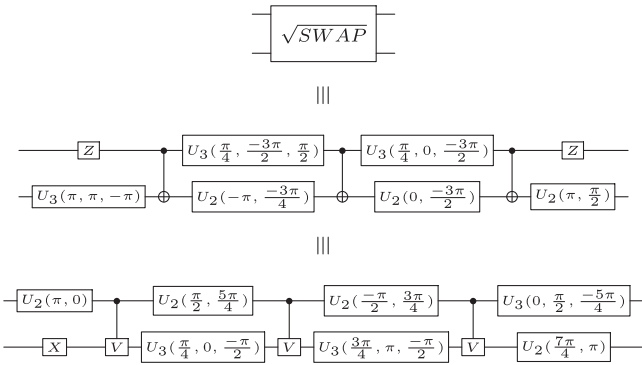 √SWAP
|||
Z U₃(π/4, -3π/2, π/2) U₃(π/4, 0, -3π/2) Z
U₃(π, π, -π) U₂(-π, -3π/4) U₂(0, -3π/2) U₂(π, π/2)
|||
U₂(π, 0) U₂(π/2, 5π/4) U₂(-π/2, 3π/4) U₃(0, π/2, -5π/4)
X V U₃(π/4, 0, -π/2) V U₃(3π/4, π, -π/2) V U₂(7π/4, π)